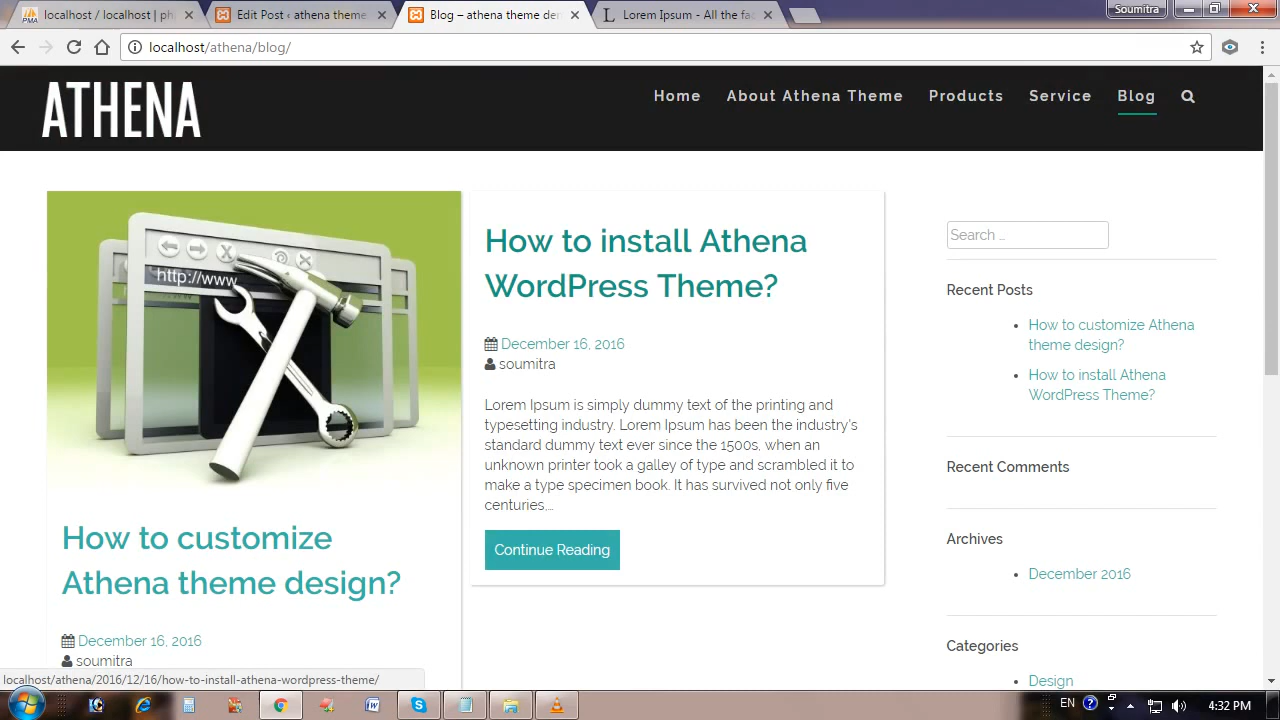 localhost / localhost | ph
Edit Post ‹ athena theme
Blog – athena theme de
Lorem Ipsum - All the fa
Soumitra
localhost/athena/blog/
ATHENA
Home About Athena Theme Products Service Blog
http://www
How to customize
Athena theme design?
December 16, 2016
soumitra
How to install Athena
WordPress Theme?
December 16, 2016
soumitra
Lorem Ipsum is simply dummy text of the printing and
typesetting industry. Lorem Ipsum has been the industry's
standard dummy text ever since the 1500s, when an
unknown printer took a galley of type and scrambled it to
make a type specimen book. It has survived not only five
centuries,…
Continue Reading
Search …
Recent Posts
How to customize Athena
theme design?
How to install Athena
WordPress Theme?
Recent Comments
Archives
December 2016
Categories
Design
localhost/athena/2016/12/16/how-to-install-athena-wordpress-theme/
EN 4:32 PM